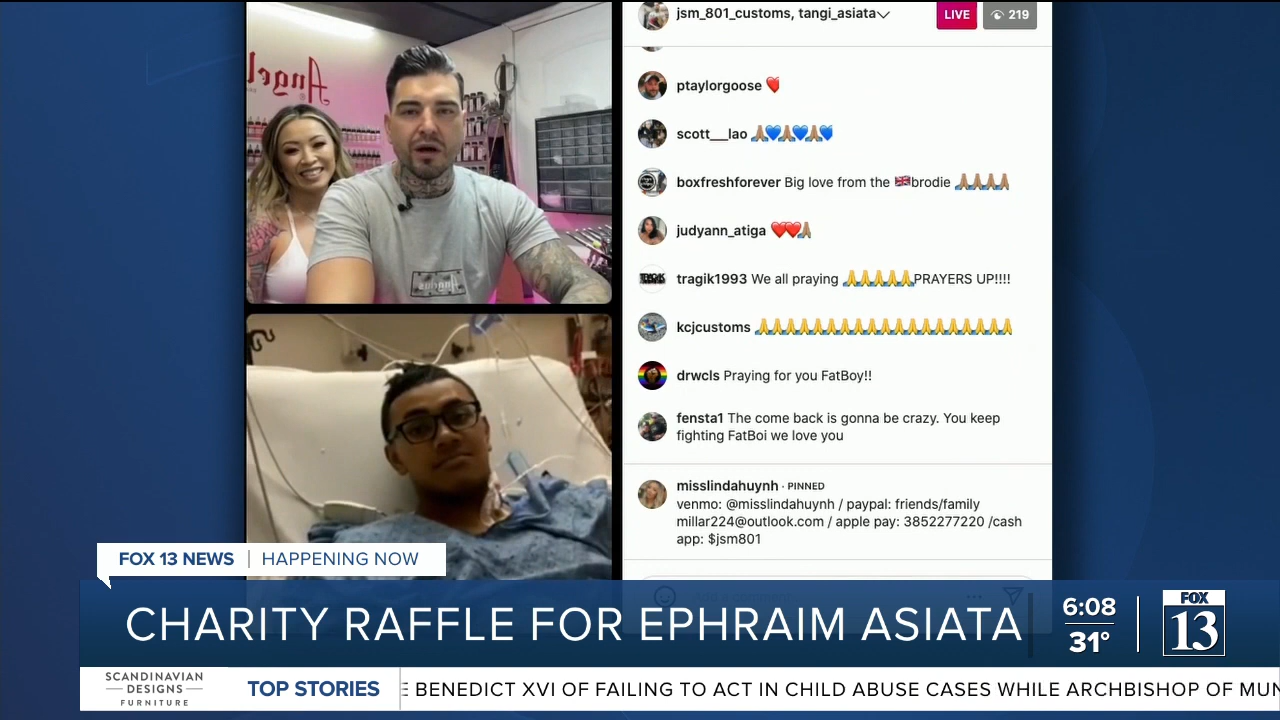 Angel
jsm_801_customs, tangi_asiata
LIVE
219
ptaylorgoose ❤️
scott___lao 🙏🏽💙🙏🏽💙🙏🏽💙
boxfreshforever Big love from the 🇬🇧brodie 🙏🏽🙏🏽🙏🏽🙏🏽
judyann_atiga ❤️❤️🙏🏽
tragik1993 We all praying 🙏🙏🙏🙏🙏PRAYERS UP!!!!
kcjcustoms 🙏🙏🙏🙏🙏🙏🙏🙏🙏🙏🙏🙏🙏🙏🙏🙏🙏🙏
drwcls Praying for you FatBoy!!
fensta1 The come back is gonna be crazy. You keep
fighting FatBoi we love you
misslindahuynh · PINNED
venmo: @misslindahuynh / paypal: friends/family
millar224@outlook.com / apple pay: 3852277220 /cash
app: $jsm801
FOX 13 NEWS | HAPPENING NOW
CHARITY RAFFLE FOR EPHRAIM ASIATA
6:08
31°
FOX
13
SCANDINAVIAN
DESIGNS
FURNITURE
TOP STORIES
BENEDICT XVI OF FAILING TO ACT IN CHILD ABUSE CASES WHILE ARCHBISHOP OF MUN